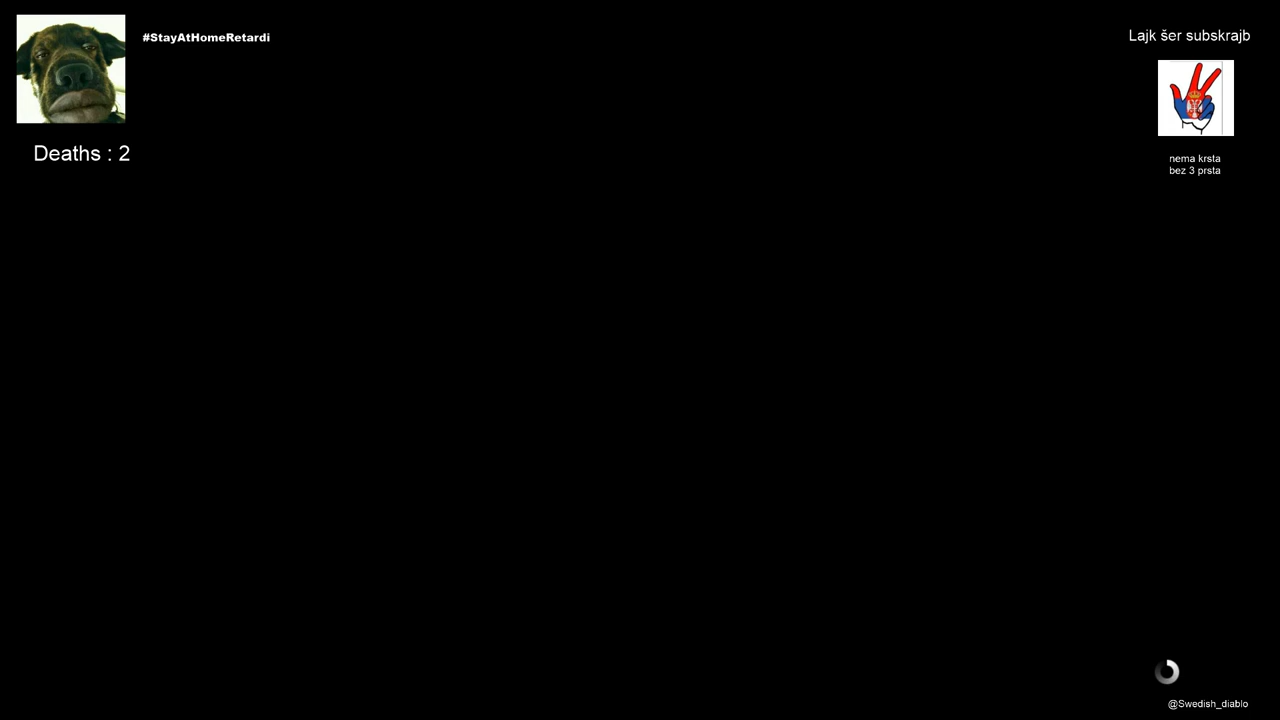 #StayAtHomeRetardi
Deaths : 2
Lajk šer subskrajb
nema krsta
bez 3 prsta
@Swedish_diablo